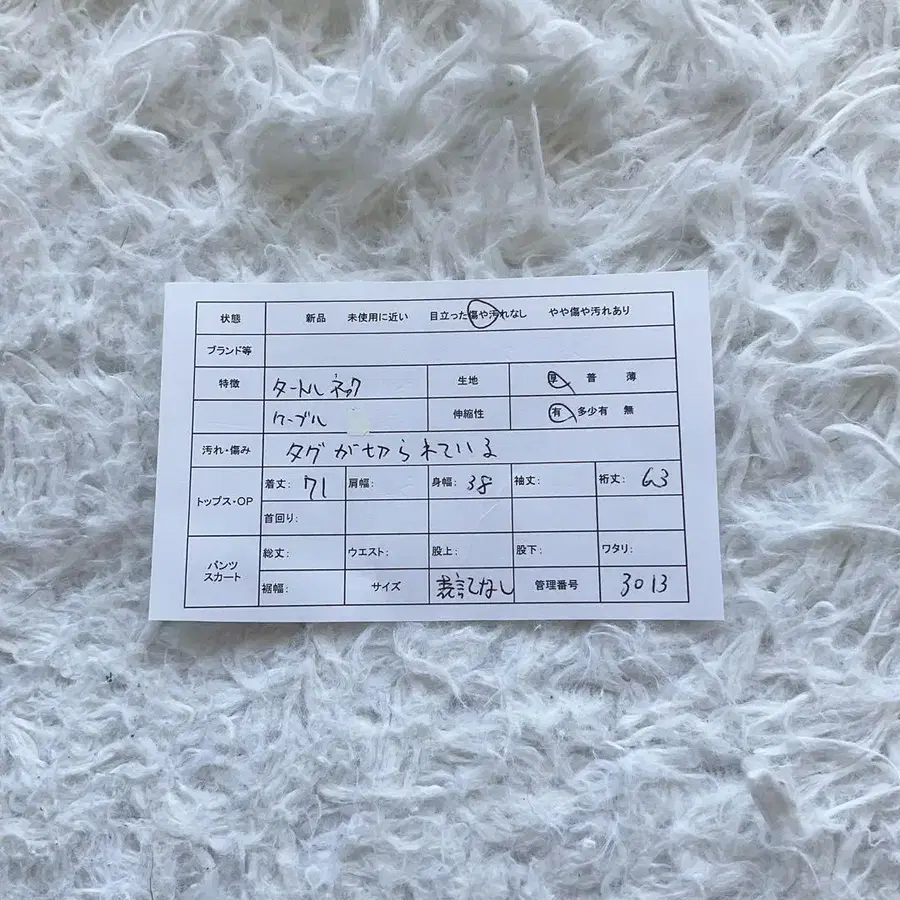 状態 新品 未使用に近い 目立った傷や汚れなし やや傷や汚れあり
ブランド等
特徴 タートルネック 生地 厚 普 薄
ケーブル 伸縮性 有 多少有 無
汚れ・傷み タグが切られている
トップス・OP 着丈: 71 肩幅: 身幅: 38 袖丈: 裄丈: 63
首回り:
パンツ スカート 総丈: ウエスト: 股上: 股下: ワタリ:
裾幅: サイズ 表記なし 管理番号 3013